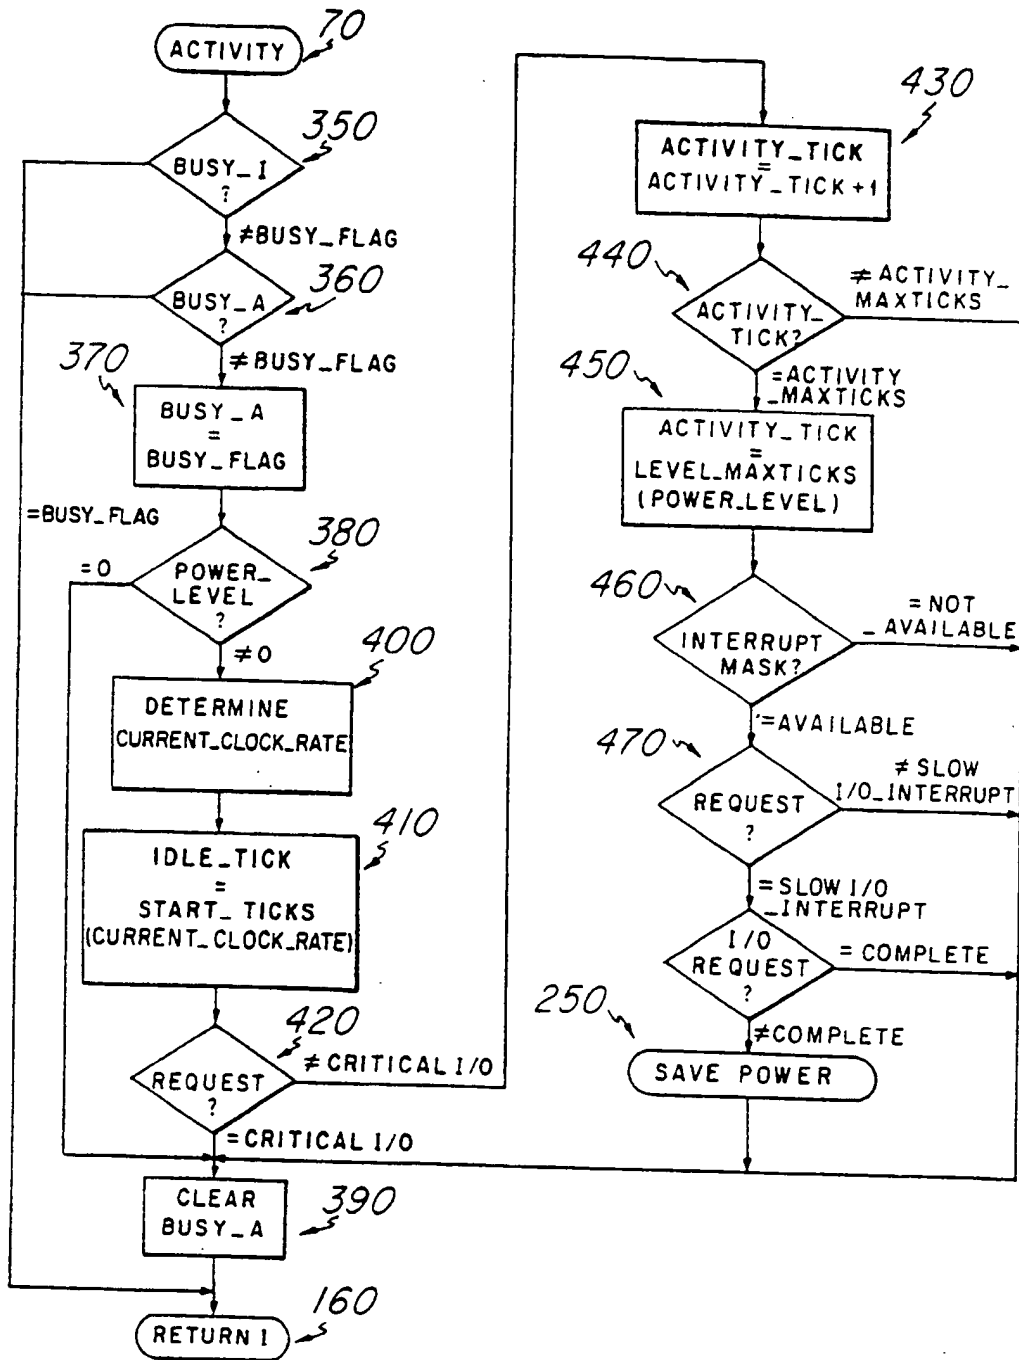 70
ACTIVITY
350
BUSY_I
?
≠BUSY_FLAG
360
BUSY_A
?
≠BUSY_FLAG
370
BUSY_A
=
BUSY_FLAG
=BUSY_FLAG
380
=0
POWER_
LEVEL
?
≠0
400
DETERMINE
CURRENT_CLOCK_RATE
410
IDLE_TICK
=
START_TICKS
(CURRENT_CLOCK_RATE)
420
≠CRITICAL I/O
REQUEST
?
=CRITICAL I/O
390
CLEAR
BUSY_A
160
RETURN I
430
ACTIVITY_TICK
=
ACTIVITY_TICK+1
440
≠ACTIVITY_
MAXTICKS
ACTIVITY_
TICK?
450
=ACTIVITY
_MAXTICKS
ACTIVITY_TICK
=
LEVEL_MAXTICKS
(POWER_LEVEL)
460
=NOT
_AVAILABLE
INTERRUPT
MASK?
=AVAILABLE
470
≠SLOW
I/O_INTERRUPT
REQUEST
?
=SLOW I/O
_INTERRUPT
I/O
REQUEST
?
=COMPLETE
250
≠COMPLETE
SAVE POWER